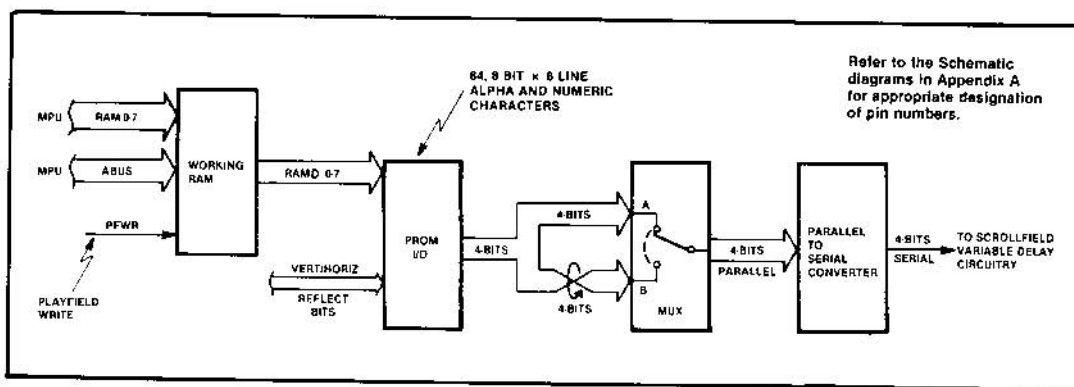 64, 8 BIT × 8 LINE
ALPHA AND NUMERIC
CHARACTERS
Refer to the Schematic
diagrams in Appendix A
for appropriate designation
of pin numbers.
MPU
RAM 0-7
MPU
ABUS
WORKING
RAM
RAMD 0-7
PFWR
PLAYFIELD
WRITE
VERT/HORIZ
REFLECT
BITS
PROM
I/D
4-BITS
4-BITS
4-BITS
A
B
MUX
4-BITS
PARALLEL
PARALLEL
TO
SERIAL
CONVERTER
4-BITS
SERIAL
TO SCROLLFIELD
VARIABLE DELAY
CIRCUITRY